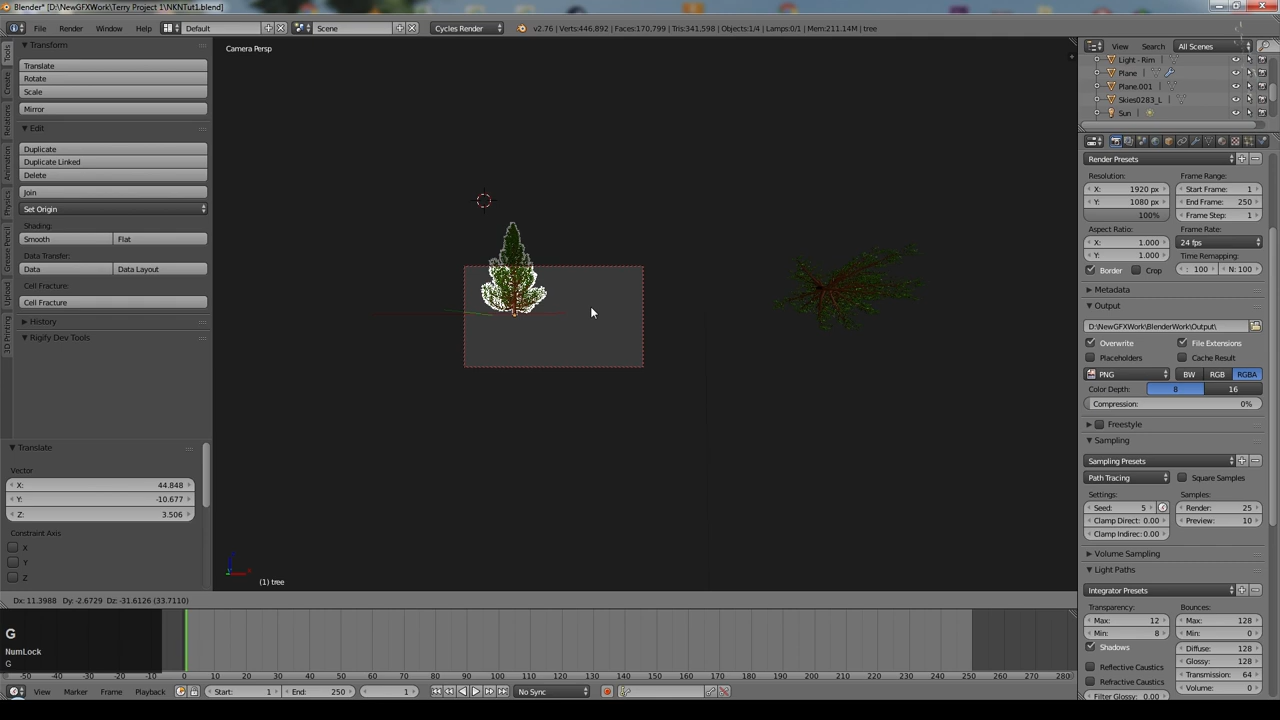 Blender* [D:\NewGFXWork\Terry Project 1\NKNTut1.blend]
File Render Window Help Default Scene Cycles Render v2.76 | Verts:446,892 | Faces:170,799 | Tris:341,598 | Objects:1/4 | Lamps:0/1 | Mem:211.14M | tree
View Search All Scenes
Tools
Create
Relations
Animation
Physics
Grease Pencil
Upload
3D Printing
Transform
Translate
Rotate
Scale
Mirror
Edit
Duplicate
Duplicate Linked
Delete
Join
Set Origin
Shading:
Smooth Flat
Data Transfer:
Data Data Layout
Cell Fracture:
Cell Fracture
History
Rigify Dev Tools
Translate
Vector
X: 44.848
Y: -10.677
Z: 3.506
Constraint Axis
X
Y
Z
Camera Persp
(1) tree
Dx: 11.3988 Dy: -2.6729 Dz: -31.6126 (33.7110)
G
NumLock
G
-50 -40 -30 -20 -10 0 10 20 30 40 50 60 70 80 90 100 110 120 130 140 150 160 170 180 190 200 210 220 230 240 250 260 270 280
View Marker Frame Playback Start: 1 End: 250 1 No Sync
Light - Rim
Plane
Plane.001
Skies0283_L
Sun
Render Presets
Resolution: Frame Range:
X: 1920 px Start Frame: 1
Y: 1080 px End Frame: 250
100% Frame Step: 1
Aspect Ratio: Frame Rate:
X: 1.000 24 fps
Y: 1.000 Time Remapping:
Border Crop : 100 N: 100
Metadata
Output
D:\NewGFXWork\BlenderWork\Output\
Overwrite File Extensions
Placeholders Cache Result
PNG BW RGB RGBA
Color Depth: 8 16
Compression: 0%
Freestyle
Sampling
Sampling Presets
Path Tracing Square Samples
Settings: Samples:
Seed: 5 Render: 25
Clamp Direct: 0.00 Preview: 10
Clamp Indirec: 0.00
Volume Sampling
Light Paths
Integrator Presets
Transparency: Bounces:
Max: 12 Max: 128
Min: 8 Min: 0
Shadows Diffuse: 128
Glossy: 128
Reflective Caustics Transmission: 64
Refractive Caustics Volume: 0
Filter Glossy: 0.00